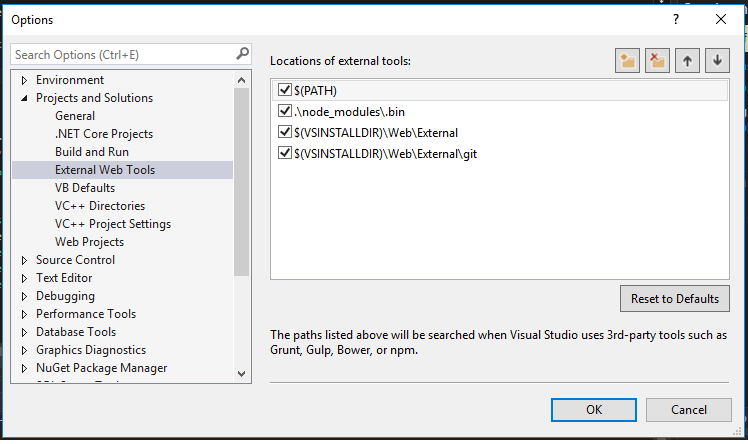 Options
?
Search Options (Ctrl+E)
Environment
Projects and Solutions
General
.NET Core Projects
Build and Run
External Web Tools
VB Defaults
VC++ Directories
VC++ Project Settings
Web Projects
Source Control
Text Editor
Debugging
Performance Tools
Database Tools
Graphics Diagnostics
NuGet Package Manager
Locations of external tools:
$(PATH)
.\node_modules\.bin
$(VSINSTALLDIR)\Web\External
$(VSINSTALLDIR)\Web\External\git
Reset to Defaults
The paths listed above will be searched when Visual Studio uses 3rd-party tools such as
Grunt, Gulp, Bower, or npm.
OK
Cancel